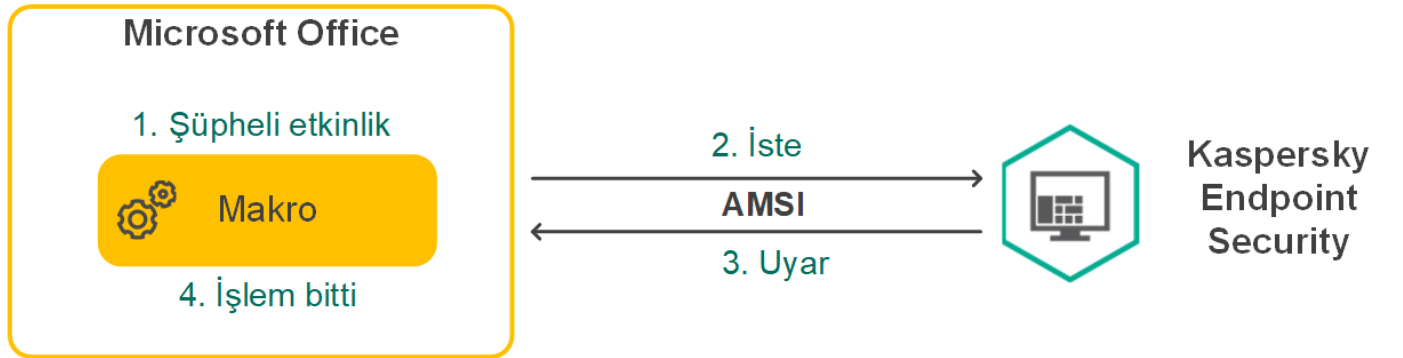 Microsoft Office
1. Şüpheli etkinlik
Makro
4. İşlem bitti
2. İste
AMSI
3. Uyar
Kaspersky
Endpoint
Security